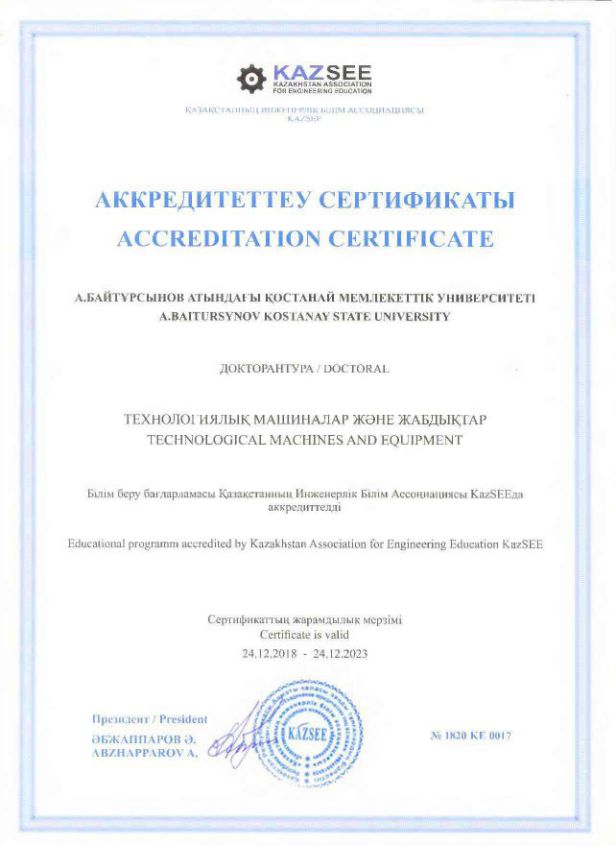 KAZSEE
KAZAKHSTAN ASSOCIATION
FOR ENGINEERING EDUCATION
ҚАЗАҚСТАННЫҢ ИНЖЕНЕРЛІК БІЛІМ АССОЦИАЦИЯСЫ
KAZSEE
АККРЕДИТЕТТЕУ СЕРТИФИКАТЫ
ACCREDITATION CERTIFICATE
А.БАЙТҰРСЫНОВ АТЫНДАҒЫ ҚОСТАНАЙ МЕМЛЕКЕТТІК УНИВЕРСИТЕТІ
A.BAITURSYNOV KOSTANAY STATE UNIVERSITY
ДОКТОРАНТУРА / DOCTORAL
ТЕХНОЛОГИЯЛЫҚ МАШИНАЛАР ЖӘНЕ ЖАБДЫҚТАР
TECHNOLOGICAL MACHINES AND EQUIPMENT
Білім беру бағдарламасы Қазақстанның Инженерлік Білім Ассоциациясы KazSEEда
аккредиттелді
Educational programm accredited by Kazakhstan Association for Engineering Education KazSEE
Сертификаттың жарамдылық мерзімі
Certificate is valid
24.12.2018 - 24.12.2023
Президент / President
ӘБЖАППАРОВ Ә.
ABZHAPPAROV A.
KAZSEE
№ 1820 KE 0017